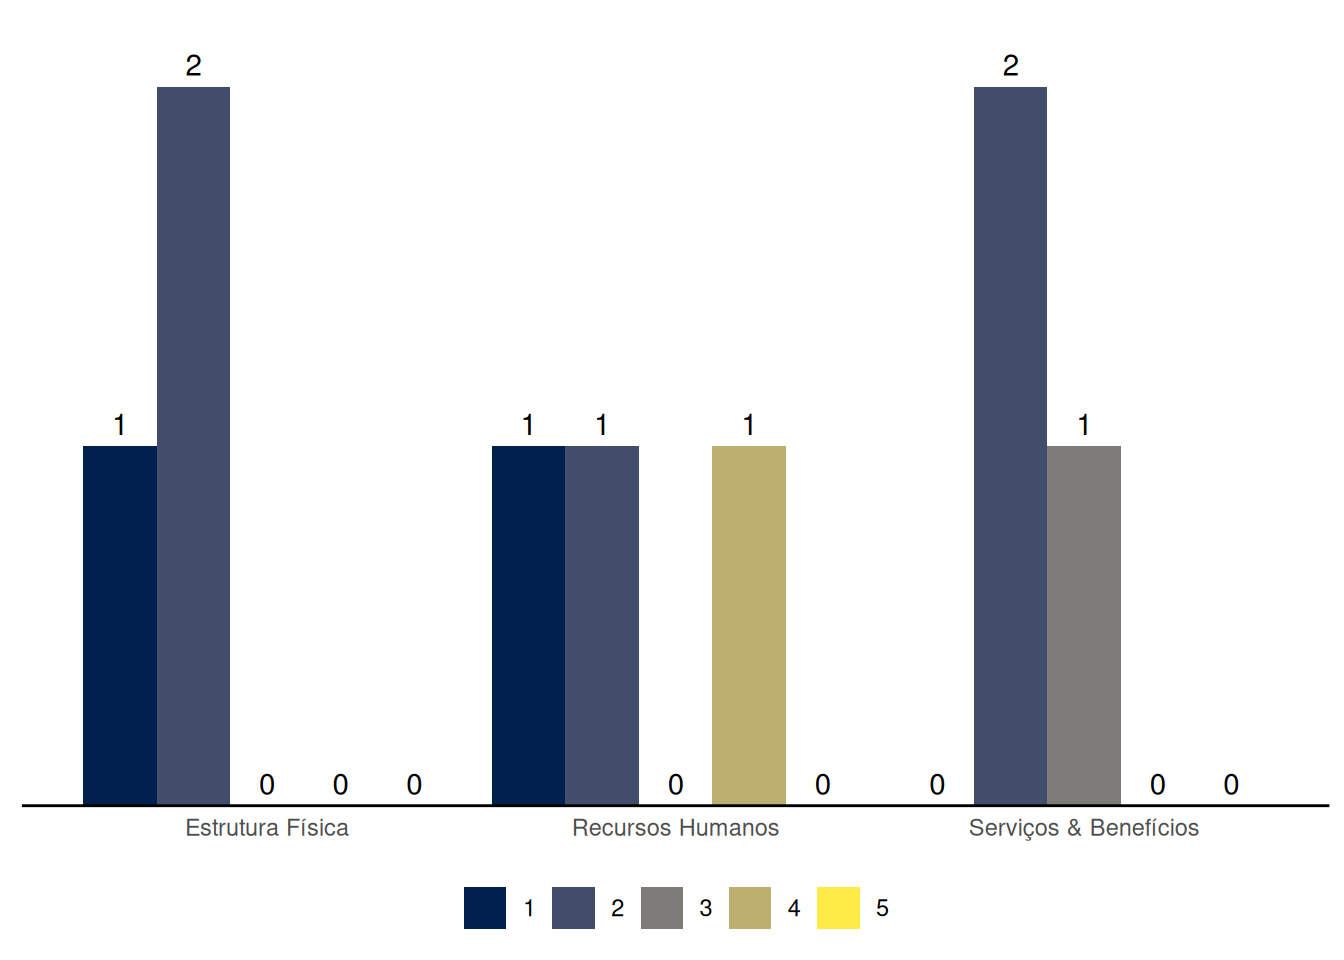 2 2
1 1 1 1 1
0 0 0 0 0 0 0 0
Estrutura Física Recursos Humanos Serviços & Benefícios
1 2 3 4 5